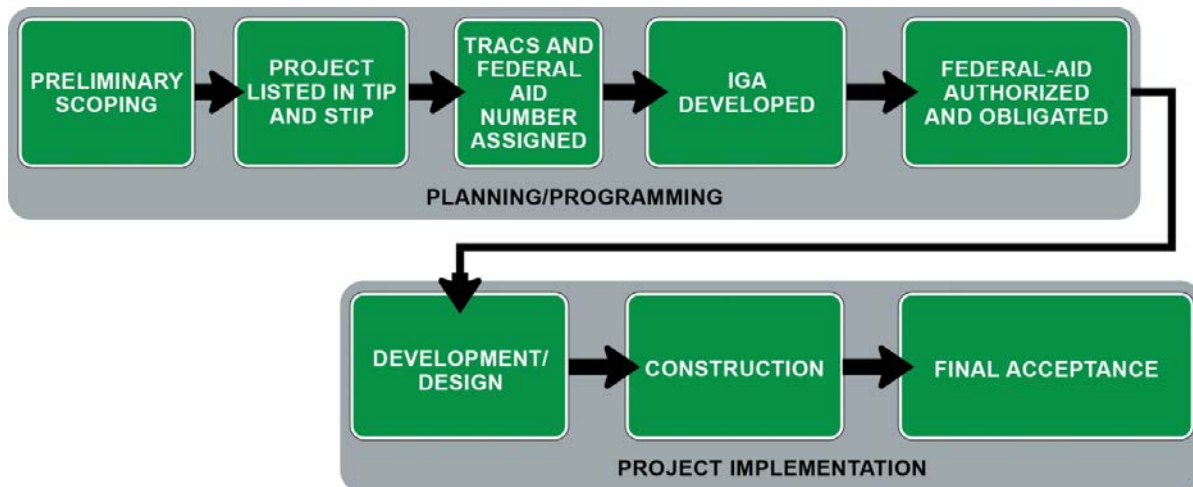 PRELIMINARY
SCOPING
PROJECT
LISTED IN TIP
AND STIP
TRACS AND
FEDERAL
AID
NUMBER
ASSIGNED
IGA
DEVELOPED
FEDERAL-AID
AUTHORIZED
AND OBLIGATED
PLANNING/PROGRAMMING
DEVELOPMENT/
DESIGN
CONSTRUCTION
FINAL ACCEPTANCE
PROJECT IMPLEMENTATION